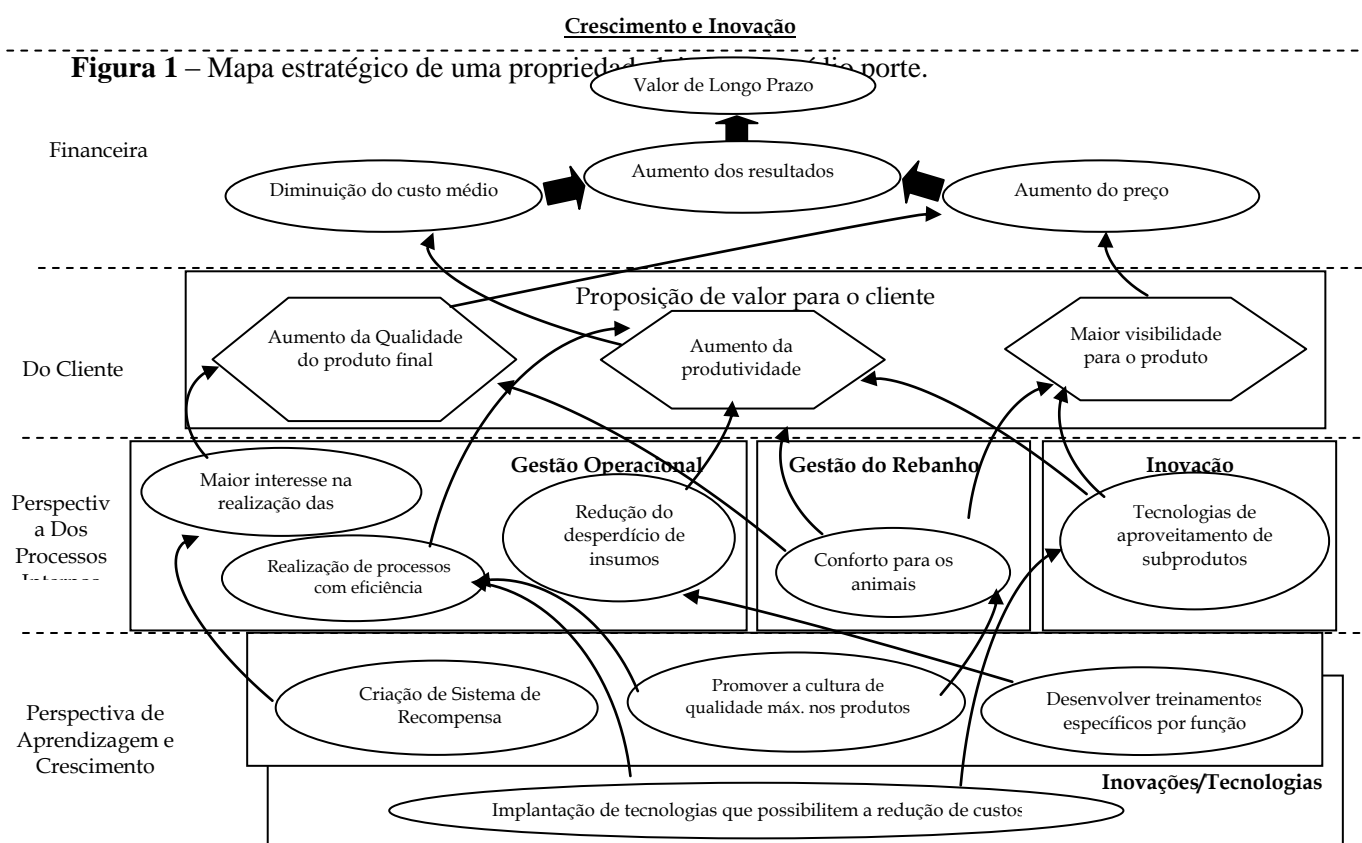 Crescimento e Inovação
Figura 1 – Mapa estratégico de uma propriedade porte.
Valor de Longo Prazo
Financeira
Diminuição do custo médio
Aumento dos resultados
Aumento do preço
Proposição de valor para o cliente
Do Cliente
Aumento da Qualidade
do produto final
Aumento da
produtividade
Maior visibilidade
para o produto
Perspectiv
a Dos
Processos
Internos
Gestão Operacional
Gestão do Rebanho
Inovação
Maior interesse na
realização das
Realização de processos
com eficiência
Redução do
desperdício de
insumos
Conforto para os
animais
Tecnologias de
aproveitamento de
subprodutos
Perspectiva de
Aprendizagem e
Crescimento
Criação de Sistema de
Recompensa
Promover a cultura de
qualidade máx. nos produtos
Desenvolver treinamentos
específicos por função
Inovações/Tecnologias
Implantação de tecnologias que possibilitem a redução de custos